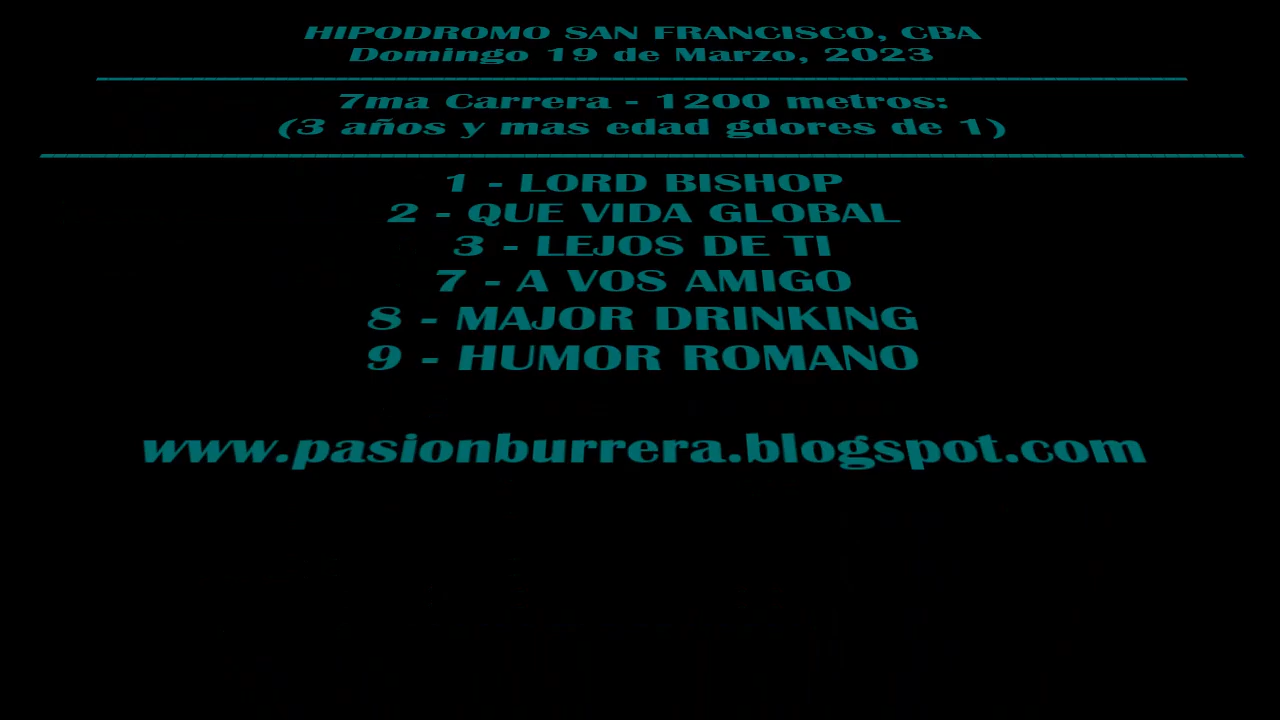 HIPODROMO SAN FRANCISCO, CBA
Domingo 19 de Marzo, 2023
7ma Carrera - 1200 metros:
(3 años y mas edad gdores de 1)
1 - LORD BISHOP
2 - QUE VIDA GLOBAL
3 - LEJOS DE TI
7 - A VOS AMIGO
8 - MAJOR DRINKING
9 - HUMOR ROMANO
www.pasionburrera.blogspot.com